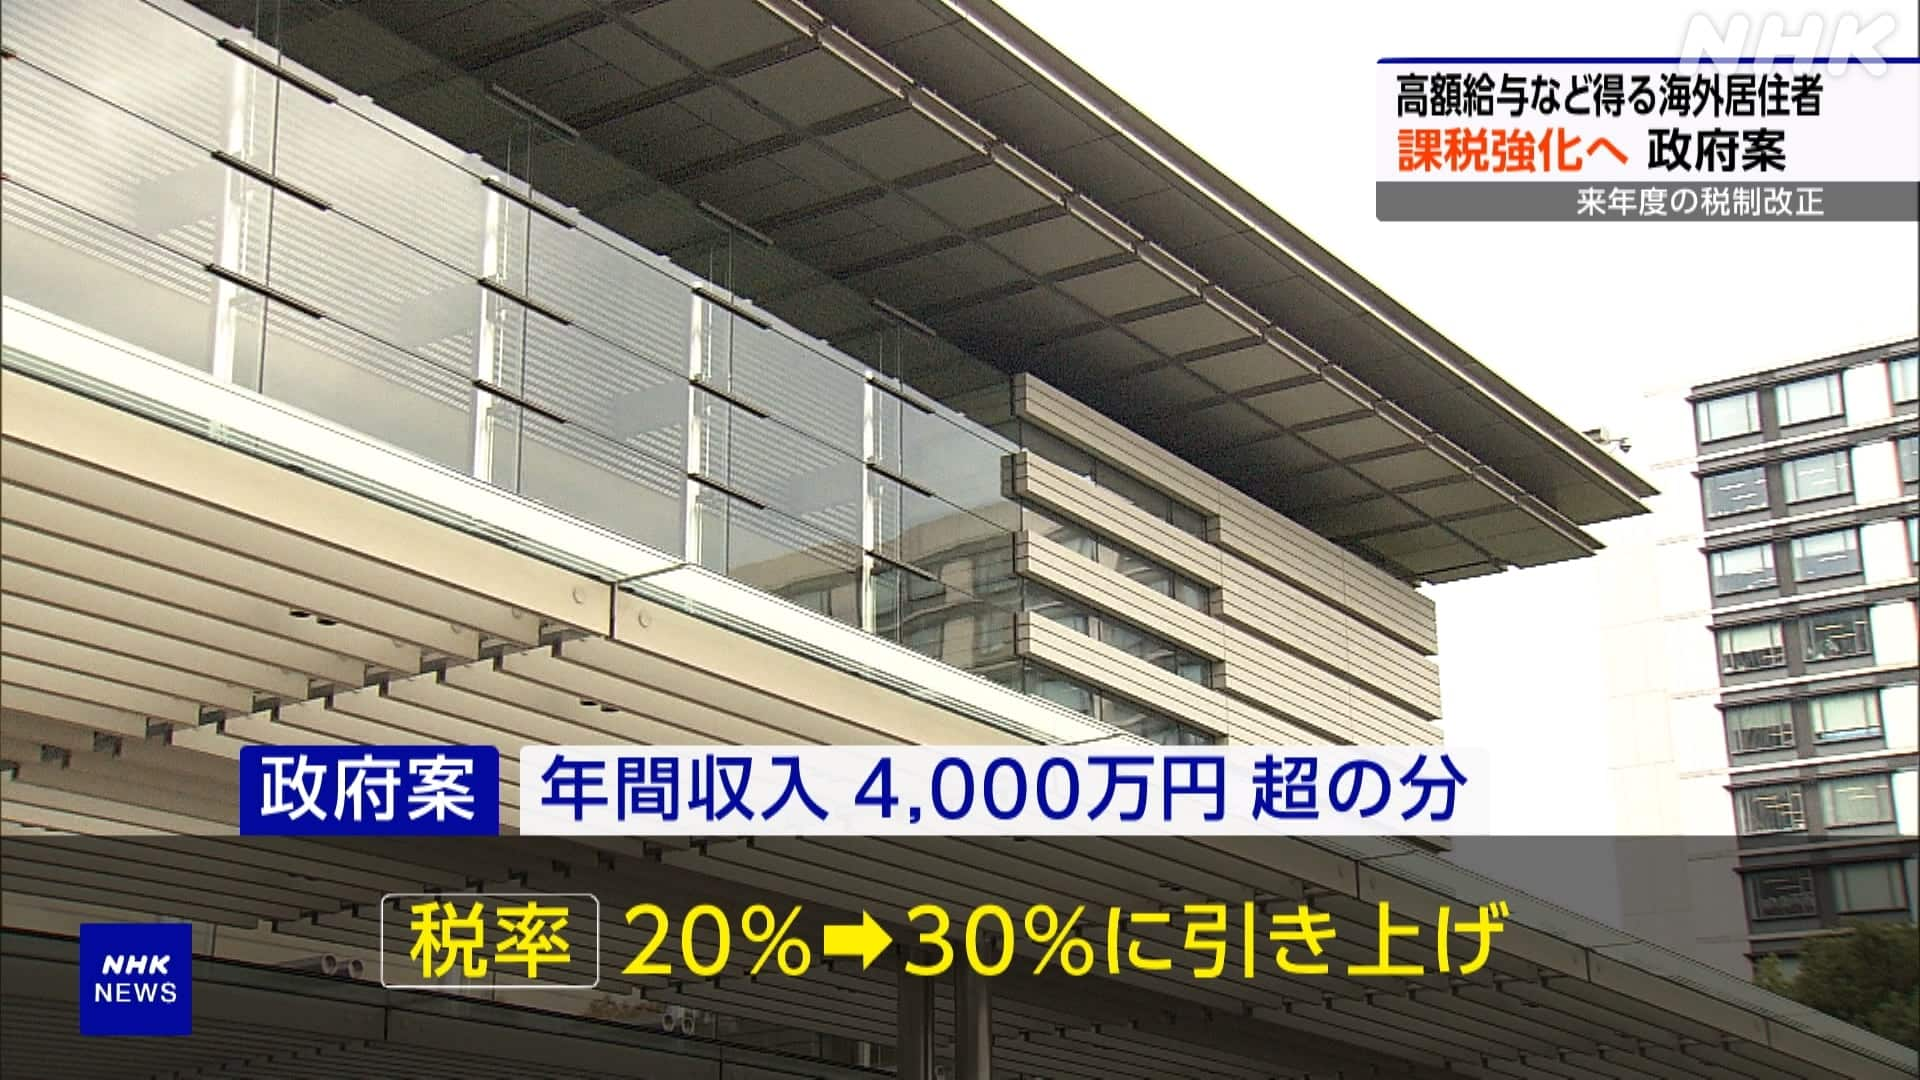 NHK
高額給与など得る海外居住者
課税強化へ 政府案
来年度の税制改正
政府案 年間収入 4,000万円 超の分
税率 20%➡30%に引き上げ
NHK
NEWS